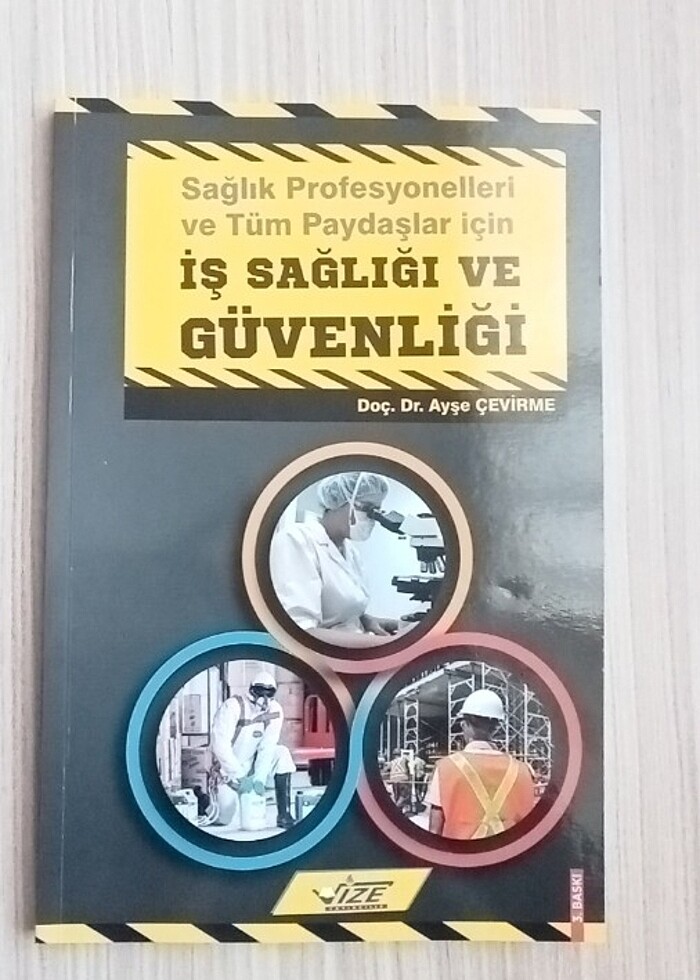 Sağlık Profesyonelleri
ve Tüm Paydaşlar için
İŞ SAĞLIĞI VE
GÜVENLİĞİ
Doç. Dr. Ayşe ÇEVİRME
VİZE
YAYINCILIK
3. BASKI